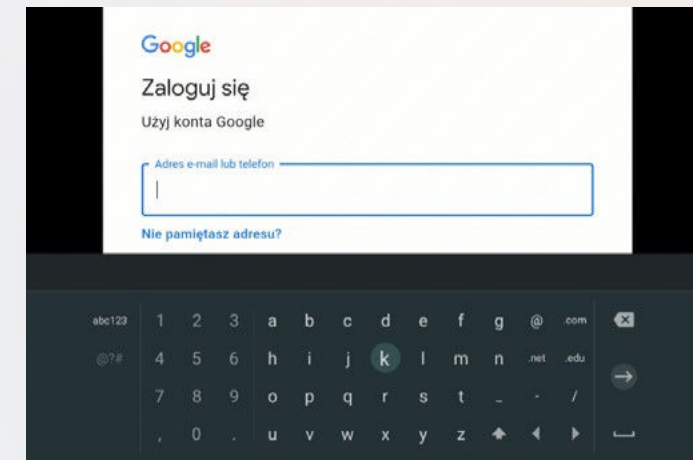 Google
Zaloguj się
Użyj konta Google
Adres e-mail lub telefon
Nie pamiętasz adresu?
abc123 1 2 3 a b c d e f g @ .com
@?# 4 5 6 h i j k l m n .net .edu
7 8 9 o p q r s t _ - /
, 0 . u v w x y z